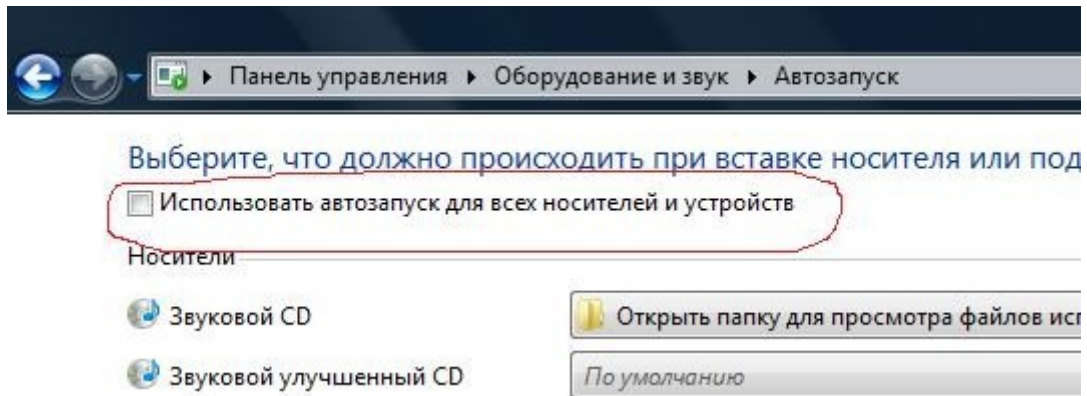 Панель управления ▸ Оборудование и звук ▸ Автозапуск
Выберите, что должно происходить при вставке носителя или под
Использовать автозапуск для всех носителей и устройств
Носители
Звуковой CD
Открыть папку для просмотра файлов исп
Звуковой улучшенный CD
По умолчанию